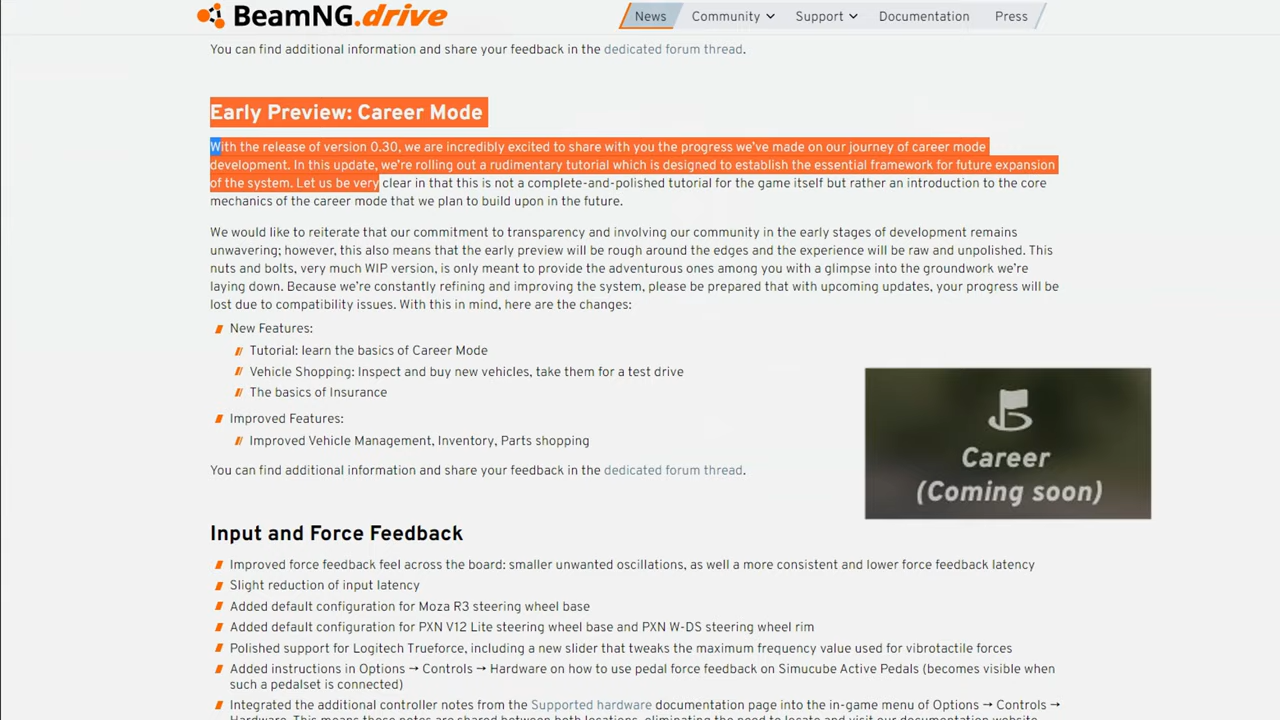 BeamNG.drive
News Community Support Documentation Press
You can find additional information and share your feedback in the dedicated forum thread.
Early Preview: Career Mode
With the release of version 0.30, we are incredibly excited to share with you the progress we've made on our journey of career mode
development. In this update, we're rolling out a rudimentary tutorial which is designed to establish the essential framework for future expansion
of the system. Let us be very clear in that this is not a complete-and-polished tutorial for the game itself but rather an introduction to the core
mechanics of the career mode that we plan to build upon in the future.
We would like to reiterate that our commitment to transparency and involving our community in the early stages of development remains
unwavering; however, this also means that the early preview will be rough around the edges and the experience will be raw and unpolished. This
nuts and bolts, very much WIP version, is only meant to provide the adventurous ones among you with a glimpse into the groundwork we're
laying down. Because we're constantly refining and improving the system, please be prepared that with upcoming updates, your progress will be
lost due to compatibility issues. With this in mind, here are the changes:
New Features:
Tutorial: learn the basics of Career Mode
Vehicle Shopping: Inspect and buy new vehicles, take them for a test drive
The basics of Insurance
Improved Features:
Improved Vehicle Management, Inventory, Parts shopping
You can find additional information and share your feedback in the dedicated forum thread.
Career
(Coming soon)
Input and Force Feedback
Improved force feedback feel across the board: smaller unwanted oscillations, as well a more consistent and lower force feedback latency
Slight reduction of input latency
Added default configuration for Moza R3 steering wheel base
Added default configuration for PXN V12 Lite steering wheel base and PXN W-DS steering wheel rim
Polished support for Logitech Trueforce, including a new slider that tweaks the maximum frequency value used for vibrotactile forces
Added instructions in Options → Controls → Hardware on how to use pedal force feedback on Simucube Active Pedals (becomes visible when
such a pedalset is connected)
Integrated the additional controller notes from the Supported hardware documentation page into the in-game menu of Options → Controls →
Hardware. This means these notes are shared between both locations, eliminating the need to locate and visit our documentation website